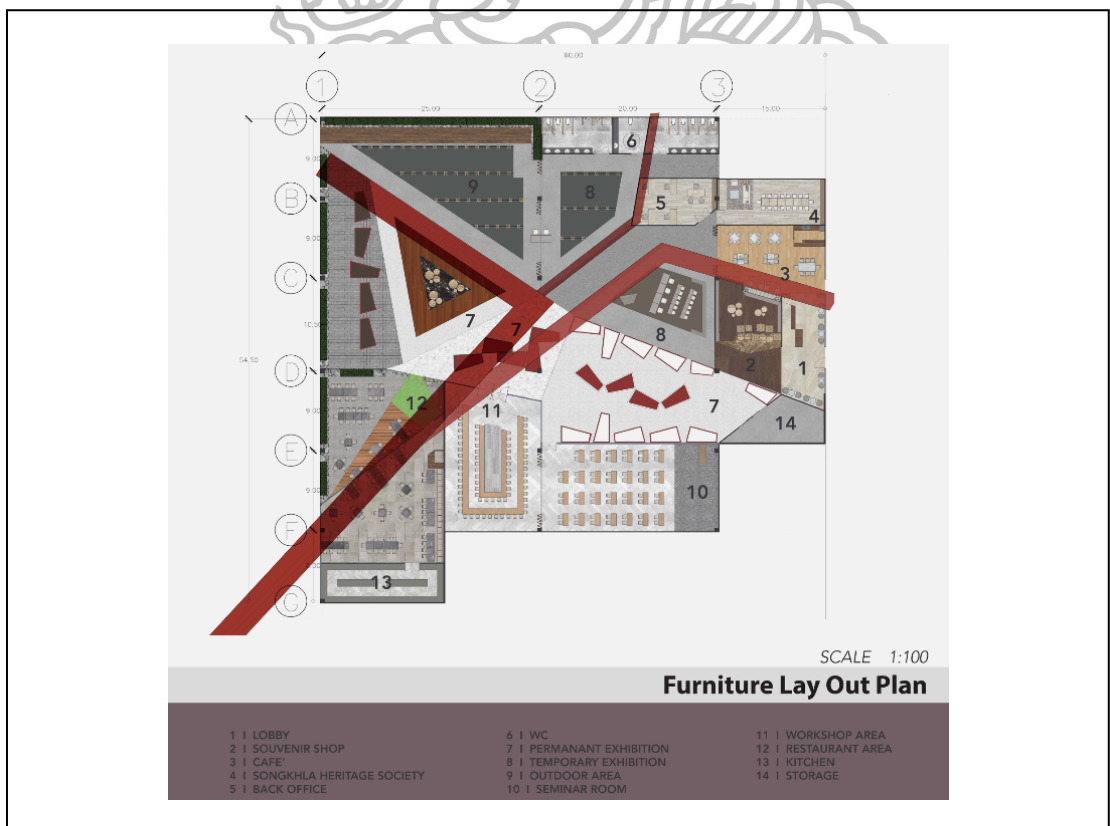 60.00
1 2 3
25.00 20.00 15.00
A
6
9.00
9 8
B
5
4
9.00
3
C
7 7
10.50
8
54.50
D
2 1
12
11
7
9.00
14
E
9.00
10
F
13
G
SCALE 1:100
Furniture Lay Out Plan
1 I LOBBY
2 I SOUVENIR SHOP
3 I CAFE'
4 I SONGKHLA HERITAGE SOCIETY
5 I BACK OFFICE
6 I WC
7 I PERMANANT EXHIBITION
8 I TEMPORARY EXHIBITION
9 I OUTDOOR AREA
10 I SEMINAR ROOM
11 I WORKSHOP AREA
12 I RESTAURANT AREA
13 I KITCHEN
14 I STORAGE